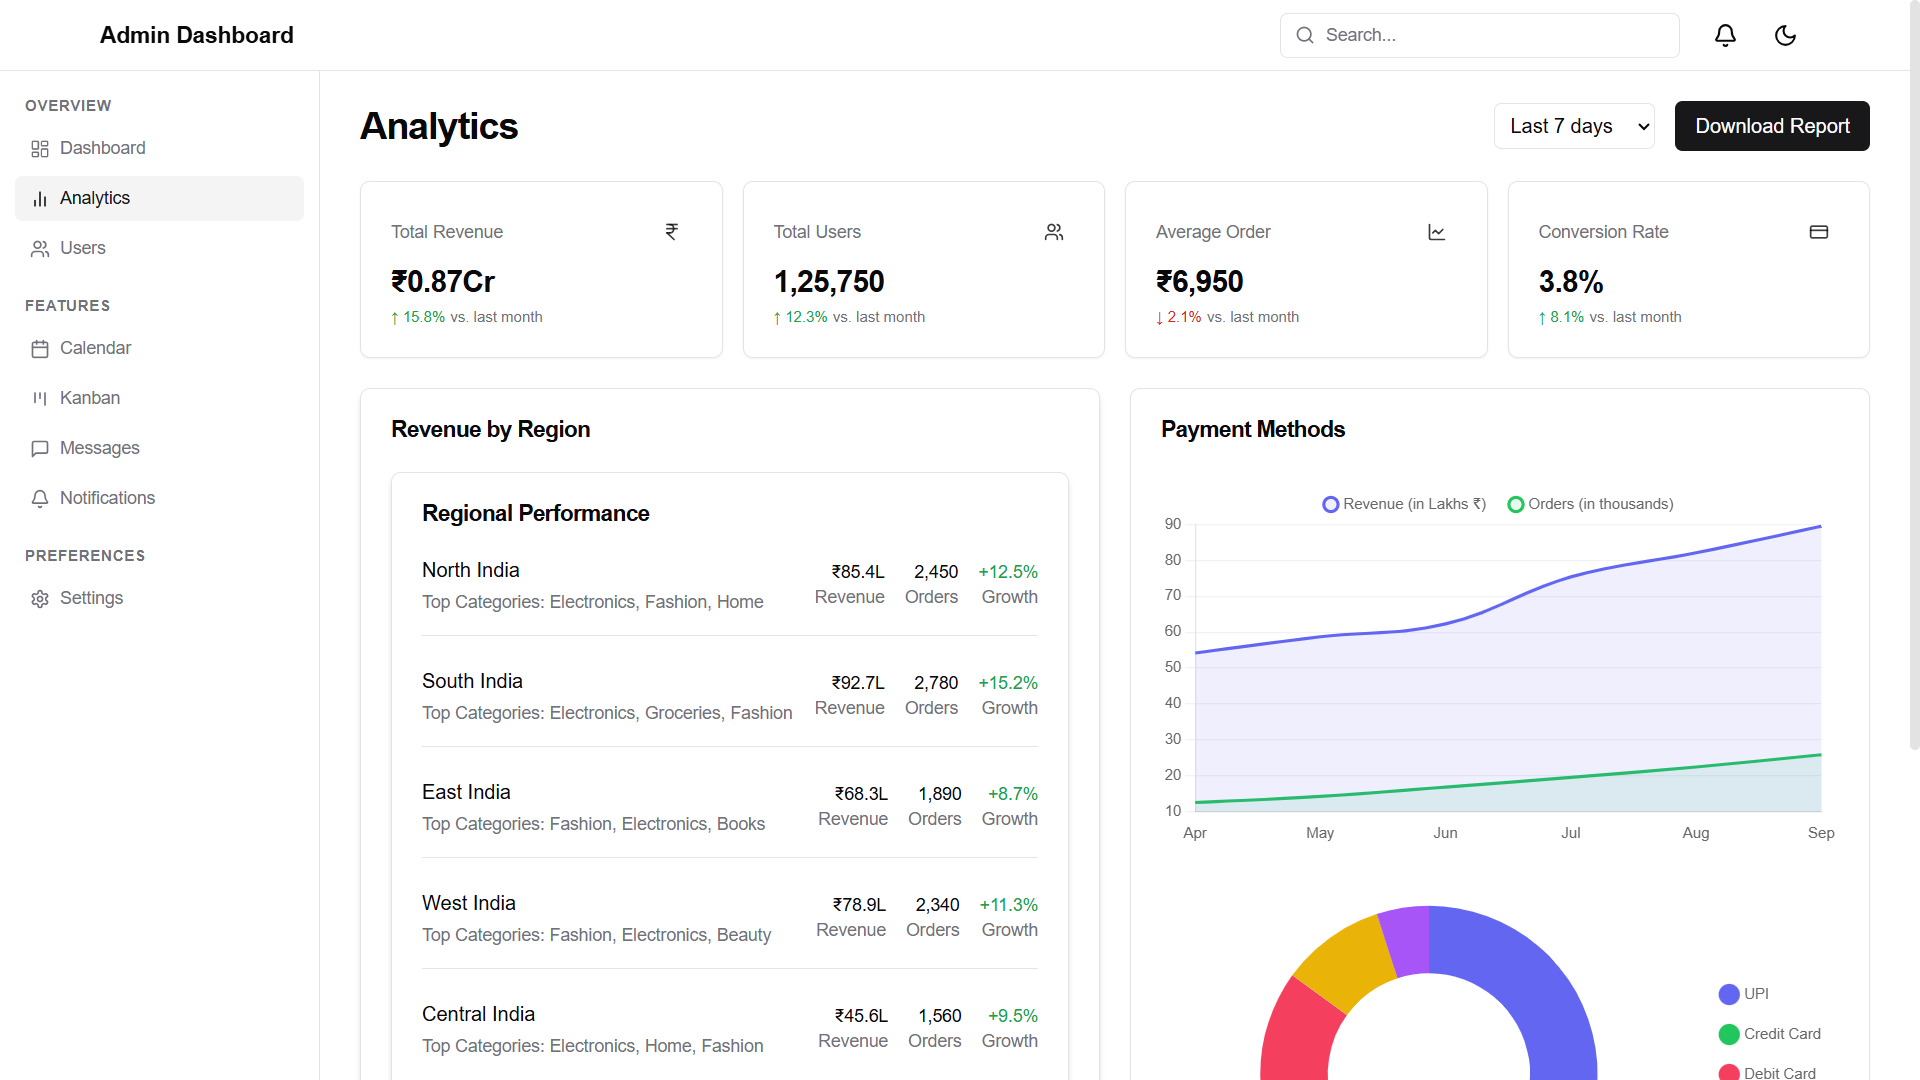 Admin Dashboard
Search...
OVERVIEW
Dashboard
Analytics
Users
FEATURES
Calendar
Kanban
Messages
Notifications
PREFERENCES
Settings
Analytics
Last 7 days
Download Report
Total Revenue
₹
₹0.87Cr
↑ 15.8% vs. last month
Total Users
1,25,750
↑ 12.3% vs. last month
Average Order
₹6,950
↓ 2.1% vs. last month
Conversion Rate
3.8%
↑ 8.1% vs. last month
Revenue by Region
Regional Performance
North India
Top Categories: Electronics, Fashion, Home
₹85.4L 2,450 +12.5%
Revenue Orders Growth
South India
Top Categories: Electronics, Groceries, Fashion
₹92.7L 2,780 +15.2%
Revenue Orders Growth
East India
Top Categories: Fashion, Electronics, Books
₹68.3L 1,890 +8.7%
Revenue Orders Growth
West India
Top Categories: Fashion, Electronics, Beauty
₹78.9L 2,340 +11.3%
Revenue Orders Growth
Central India
Top Categories: Electronics, Home, Fashion
₹45.6L 1,560 +9.5%
Revenue Orders Growth
Payment Methods
Revenue (in Lakhs ₹) Orders (in thousands)
90
80
70
60
50
40
30
20
10
Apr May Jun Jul Aug Sep
UPI
Credit Card
Debit Card